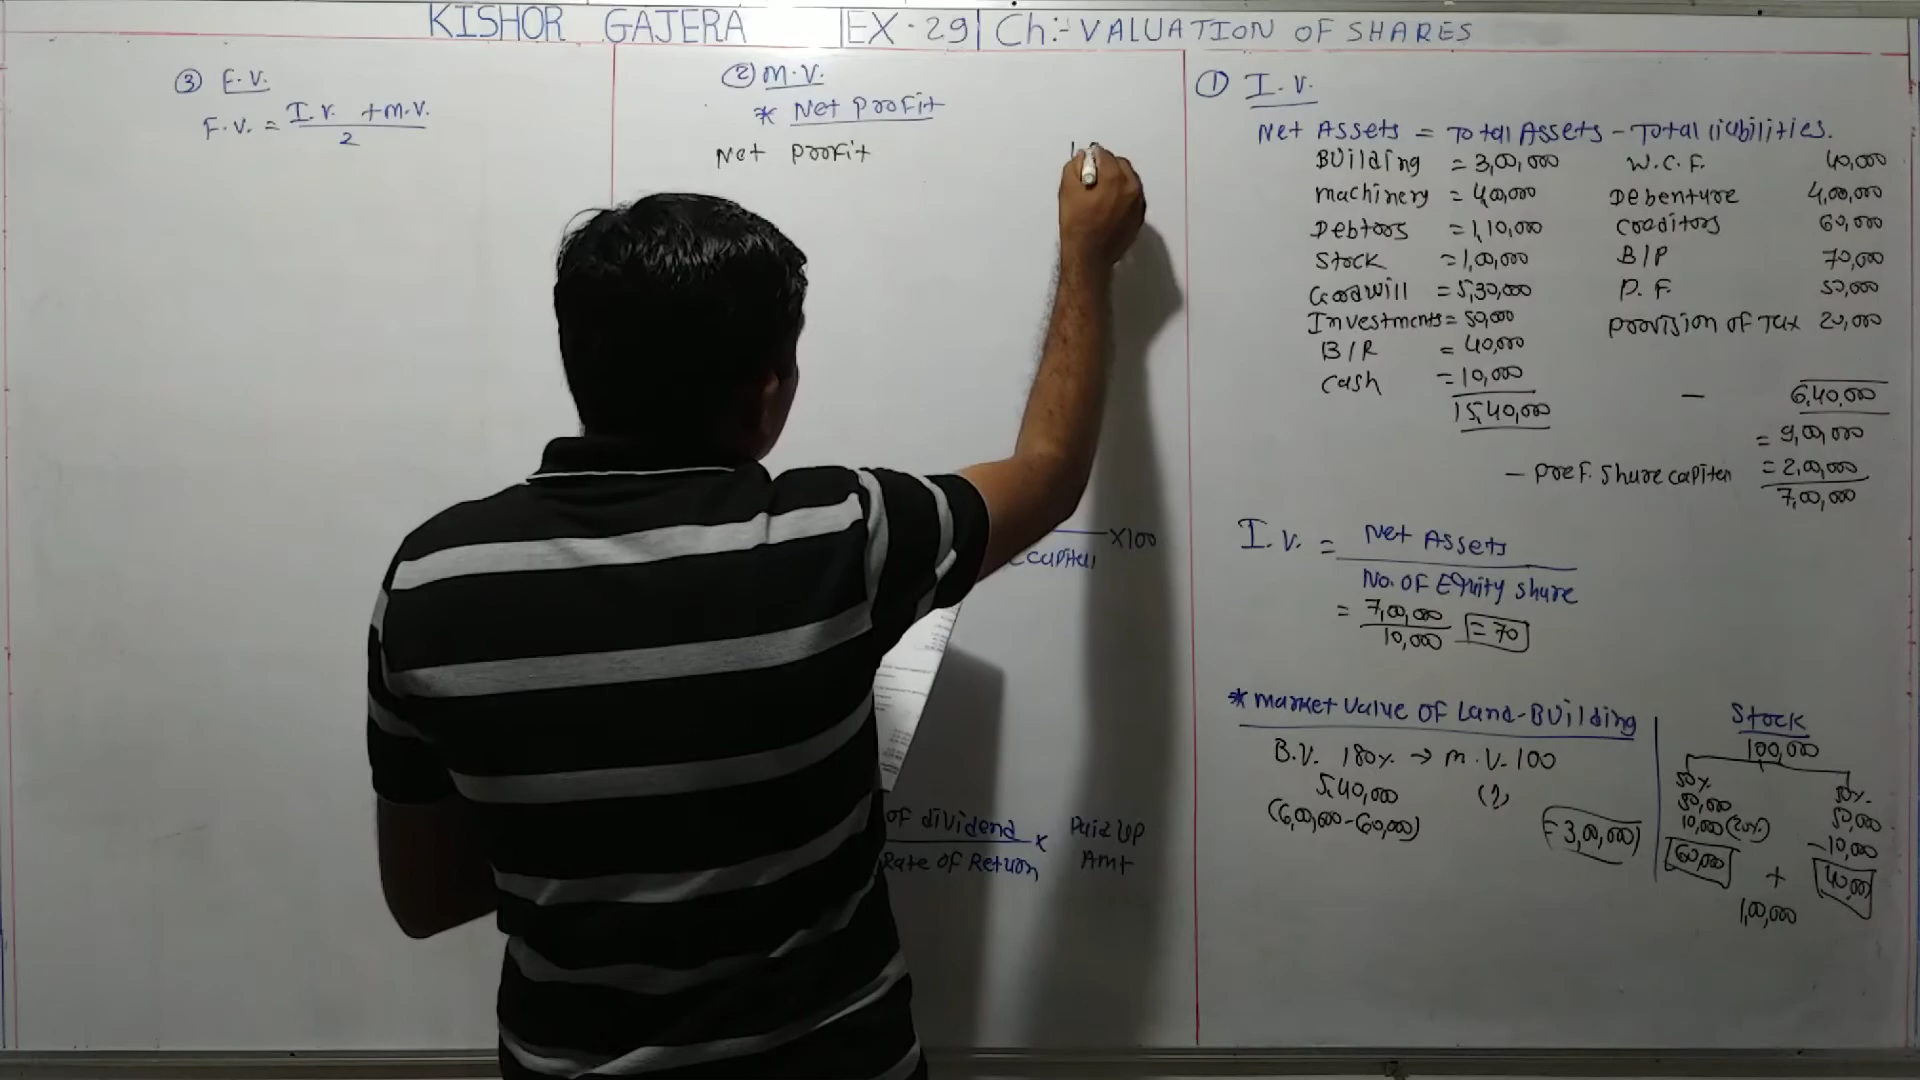 KISHOR GAJERA | EX-29 | Ch:- VALUATION OF SHARES
③ F.V.
F.V. = I.V. + M.V.
2
② M.V.
* Net Profit
Net Profit
X100
capital
of dividend × Paid UP
Rate of Return Amt
① I.V.
Net Assets = Total Assets - Total liabilities.
Building = 3,00,000 W.C.F. 40,000
machinery = 4,00,000 Debenture 4,00,000
Debtors = 1,10,000 Creditors 60,000
Stock = 1,00,000 B/P 70,000
Goodwill = 5,30,000 P.F. 50,000
Investments = 50,000 Provision of Tax 20,000
B/R = 40,000
Cash = 10,000
15,40,000 - 6,40,000
= 9,00,000
- Pref. Share capital = 2,00,000
7,00,000
I.V. = Net Assets
No. of Equity Share
= 7,00,000
10,000 = 70
* Market Value of Land-Building
B.V. 180% → M.V. 100
5,40,000 (?)
(6,00,000-60,000)
= 3,00,000
Stock
100,000
50% 50%
50,000 50,000
10,000 (20%) - 10,000
60,000 + 40,000
1,00,000